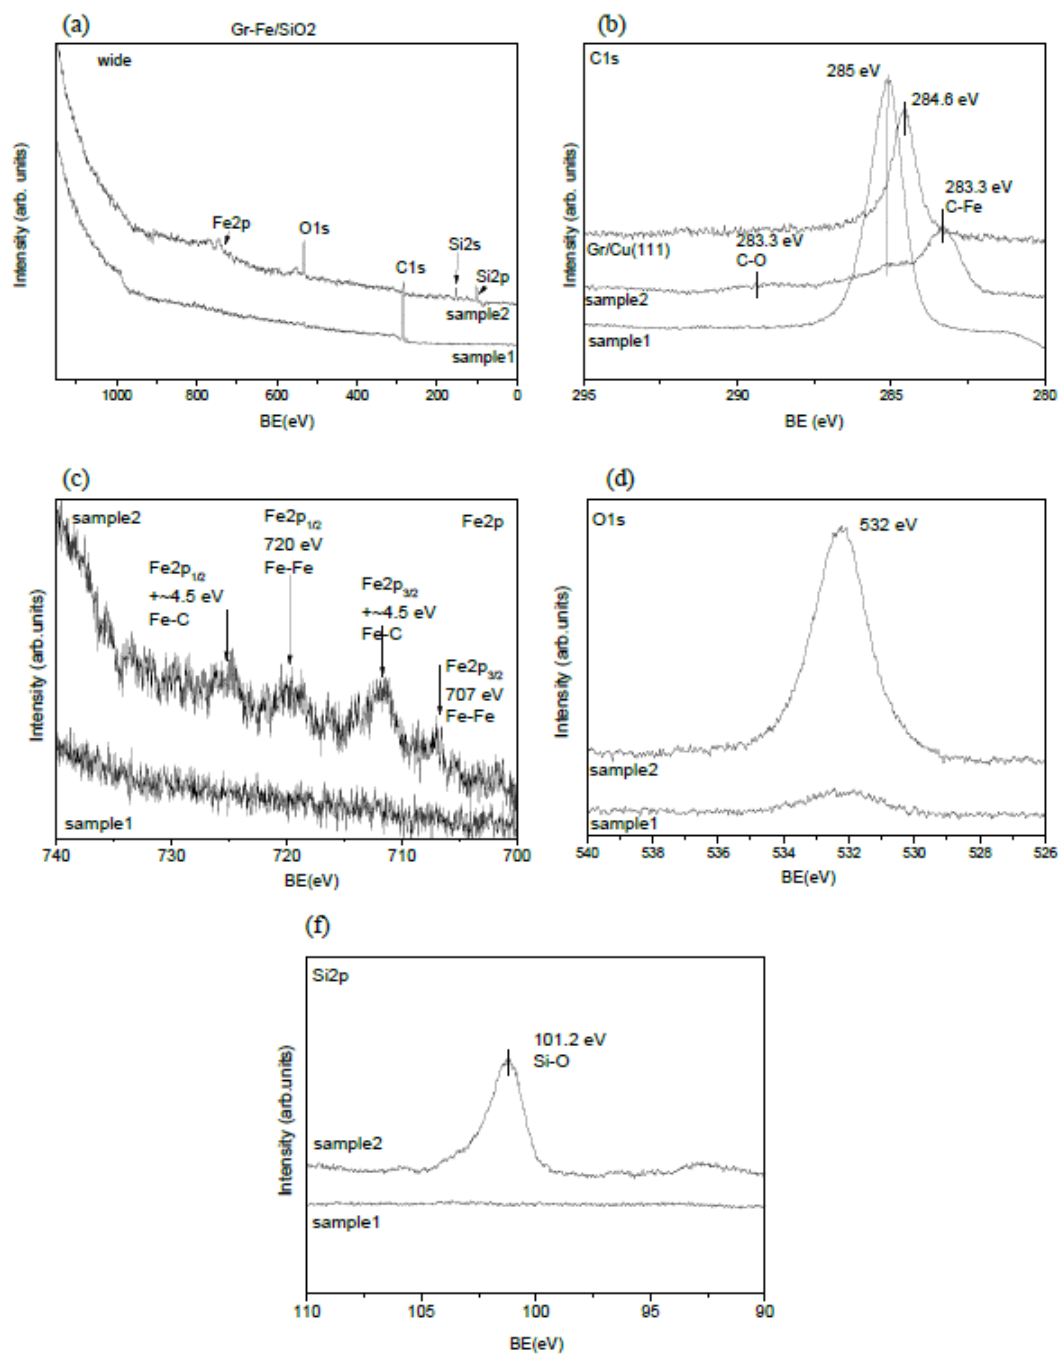 (a)
Gr-Fe/SiO2
wide
Fe2p
O1s
C1s
Si2s
Si2p
sample2
sample1
Intensity (arb. units)
1000 800 600 400 200 0
BE(eV)
(b)
C1s
285 eV
284.6 eV
283.3 eV
C-Fe
Gr/Cu(111)
283.3 eV
C-O
sample2
sample1
Intensity (arb. units)
295 290 285 280
BE (eV)
(c)
sample2
Fe2p1/2
720 eV
Fe-Fe
Fe2p
Fe2p1/2
+~4.5 eV
Fe-C
Fe2p3/2
+~4.5 eV
Fe-C
Fe2p3/2
707 eV
Fe-Fe
sample1
Intensity (arb.units)
740 730 720 710 700
BE(eV)
(d)
O1s
532 eV
sample2
sample1
Intensity (arb.units)
540 538 536 534 532 530 528 526
BE(eV)
(f)
Si2p
101.2 eV
Si-O
sample2
sample1
Intensity (arb.units)
110 105 100 95 90
BE(eV)